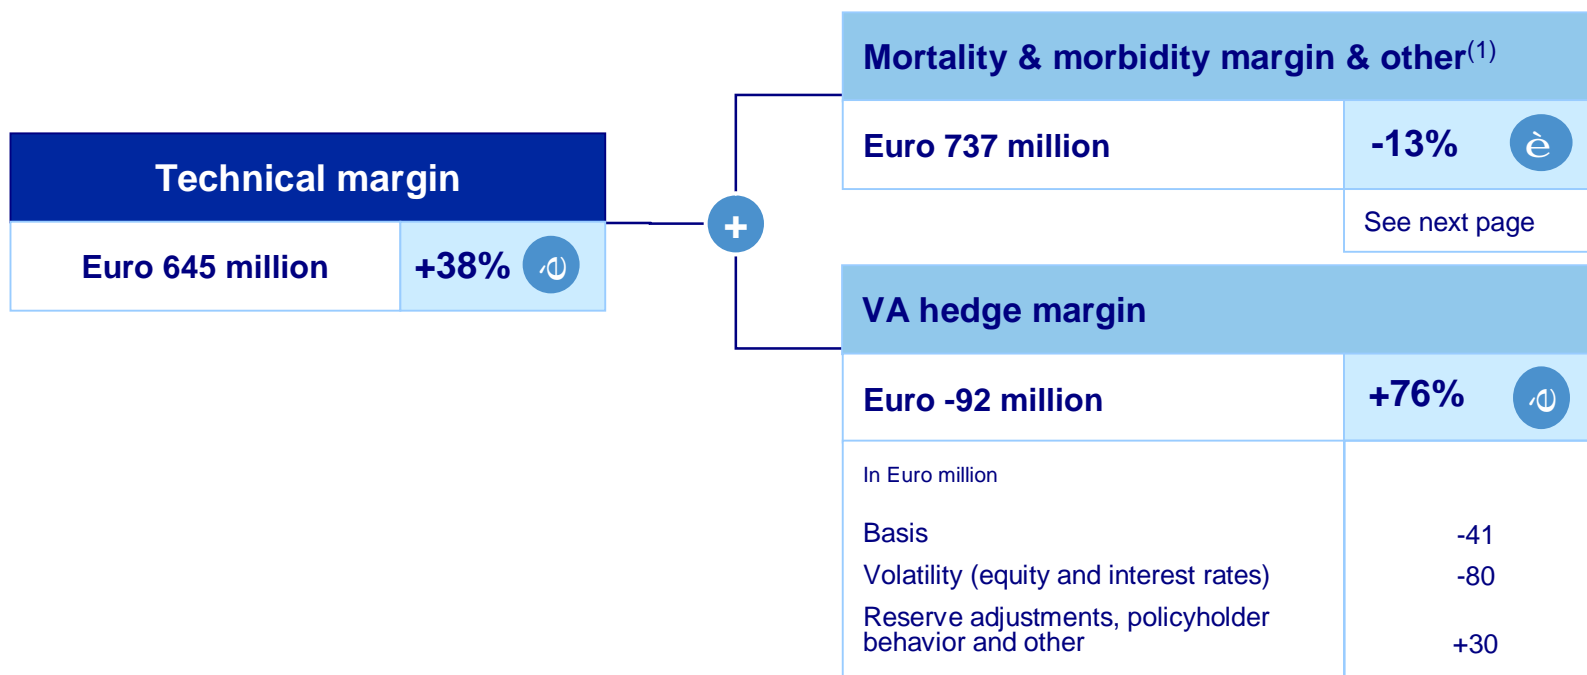 Technical margin
Euro 645 million +38% é
+
Mortality & morbidity margin & other(1)
Euro 737 million -13% è
See next page
VA hedge margin
Euro -92 million +76% é
In Euro million
Basis -41
Volatility (equity and interest rates) -80
Reserve adjustments, policyholder
behavior and other +30